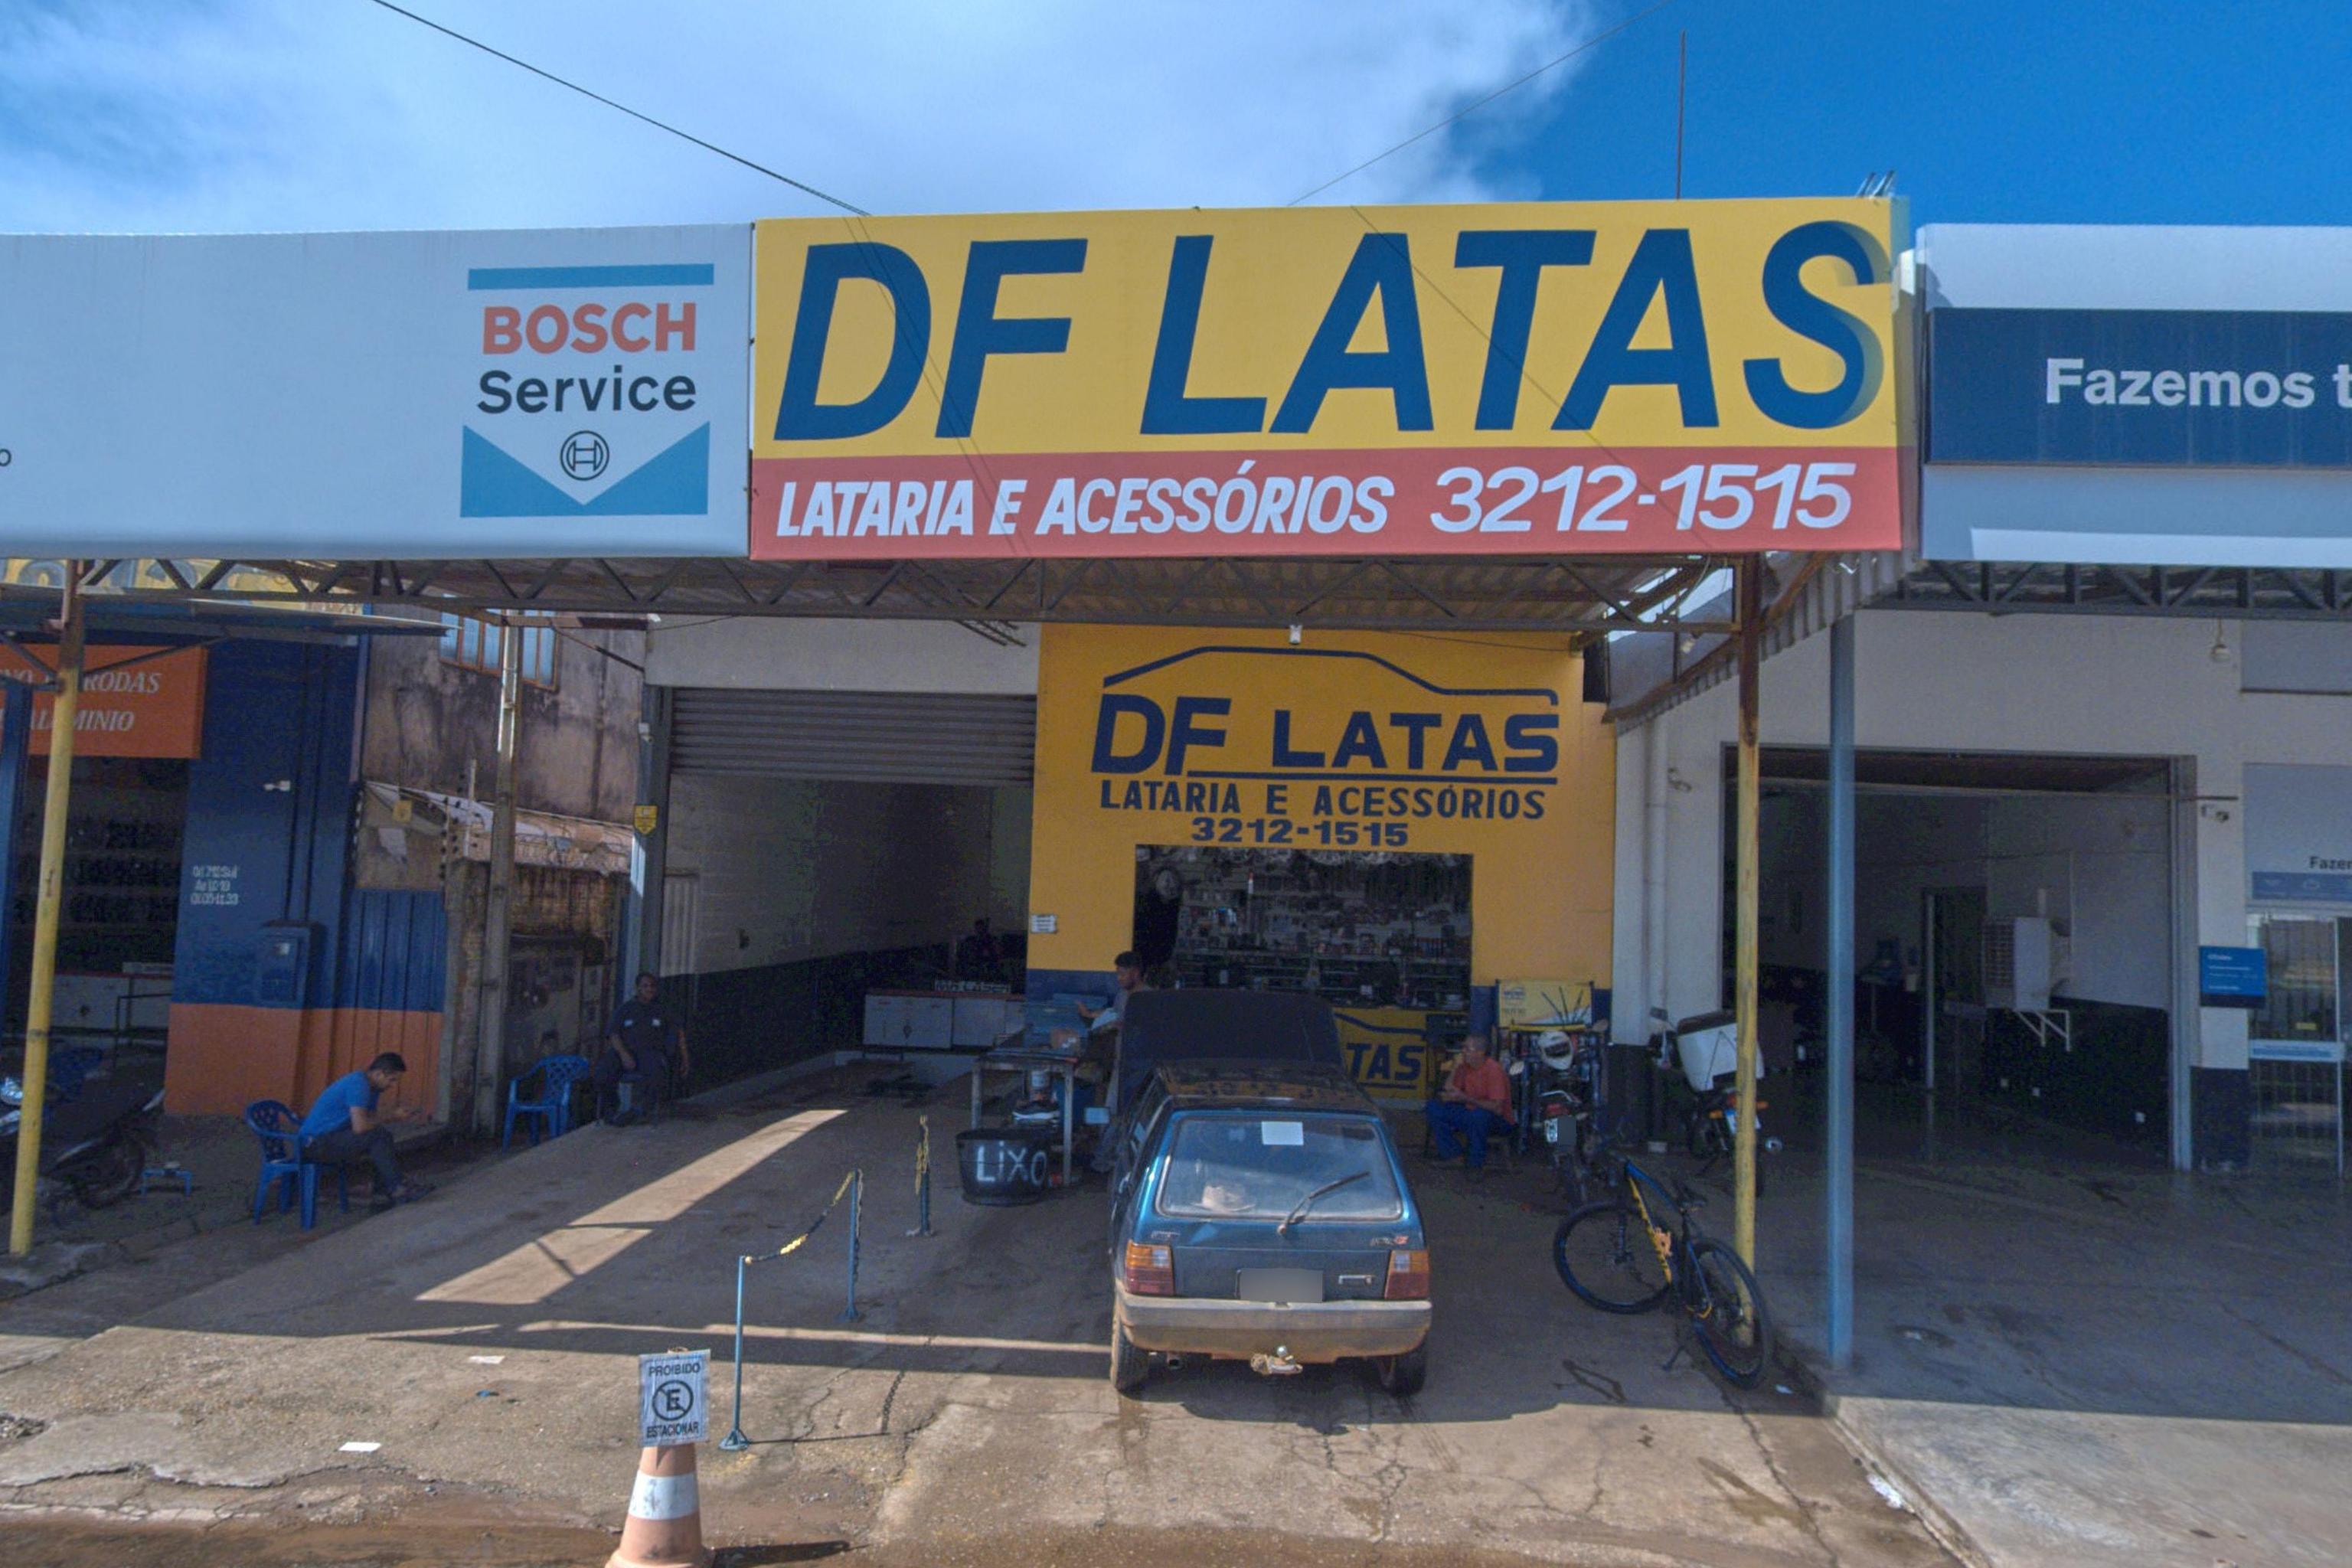 BOSCH
Service
DF LATAS
LATARIA E ACESSÓRIOS 3212-1515
Fazemos t
RODAS
DF LATAS
LATARIA E ACESSÓRIOS
3212-1515
TAS
LIXO
PROIBIDO
E
ESTACIONAR